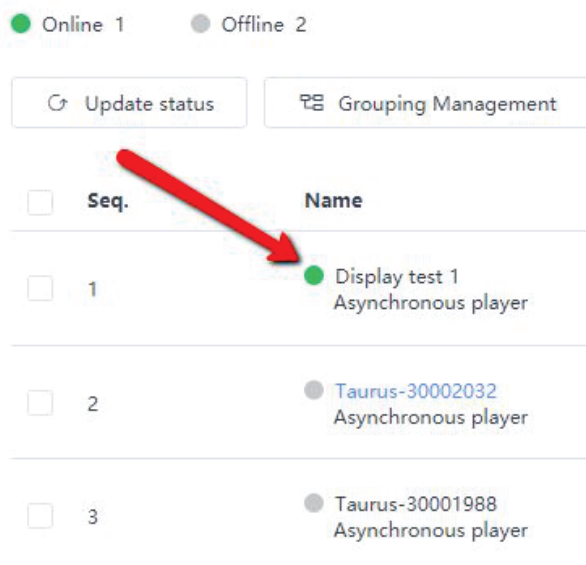 Online 1 Offline 2
Update status Grouping Management
Seq. Name
1 Display test 1
Asynchronous player
2 Taurus-30002032
Asynchronous player
3 Taurus-30001988
Asynchronous player